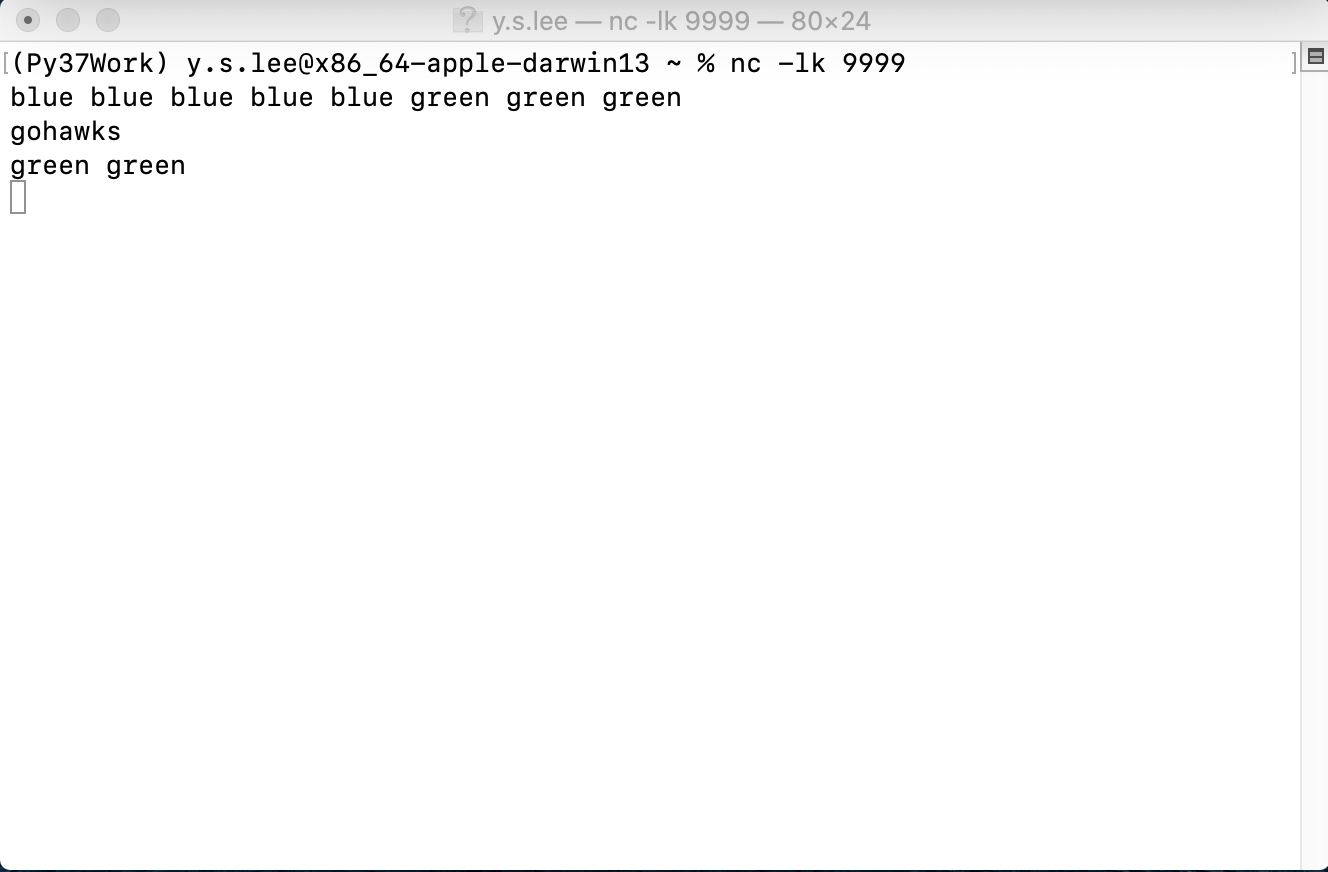 y.s.lee — nc -lk 9999 — 80×24
[(Py37Work) y.s.lee@x86_64-apple-darwin13 ~ % nc -lk 9999 ]
blue blue blue blue blue green green green
gohawks
green green